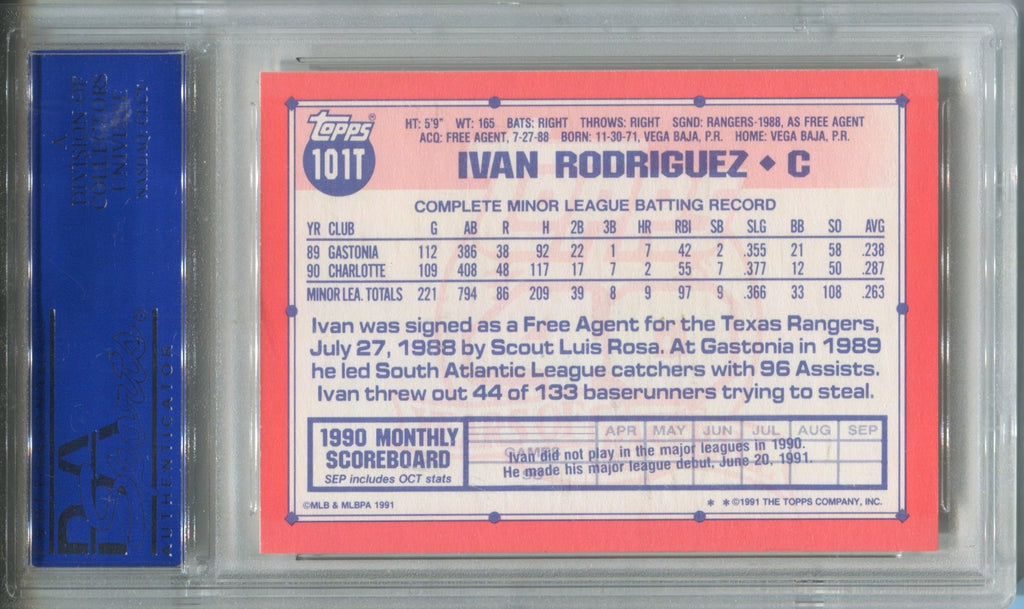 A
DIVISION OF
COLLECTORS
UNIVERSE
NASDAQ: CLCT
PSA
AUTHENTICATOR
Topps®
101T
HT: 5'9" WT: 165 BATS: RIGHT THROWS: RIGHT SGND: RANGERS-1988, AS FREE AGENT
ACQ: FREE AGENT, 7-27-88 BORN: 11-30-71, VEGA BAJA, P.R. HOME: VEGA BAJA, P.R.
IVAN RODRIGUEZ ♦ C
COMPLETE MINOR LEAGUE BATTING RECORD
YR CLUB G AB R H 2B 3B HR RBI SB SLG BB SO AVG
89 GASTONIA 112 386 38 92 22 1 7 42 2 .355 21 58 .238
90 CHARLOTTE 109 408 48 117 17 7 2 55 7 .377 12 50 .287
MINOR LEA. TOTALS 221 794 86 209 39 8 9 97 9 .366 33 108 .263
Ivan was signed as a Free Agent for the Texas Rangers,
July 27, 1988 by Scout Luis Rosa. At Gastonia in 1989
he led South Atlantic League catchers with 96 Assists.
Ivan threw out 44 of 133 baserunners trying to steal.
1990 MONTHLY
SCOREBOARD
SEP includes OCT stats
APR MAY JUN JUL AUG SEP
GAMES
Ivan did not play in the major leagues in 1990.
He made his major league debut, June 20, 1991.
©MLB & MLBPA 1991
* *©1991 THE TOPPS COMPANY, INC.